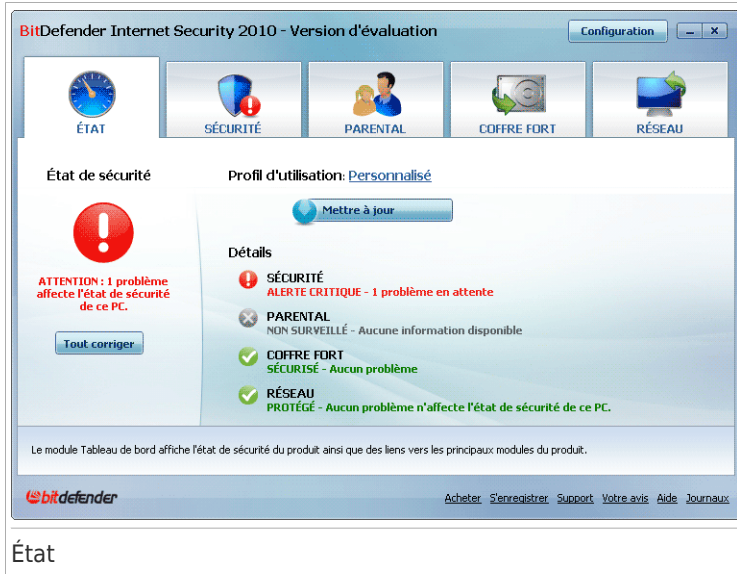 BitDefender Internet Security 2010 - Version d'évaluation
Configuration
ÉTAT
SÉCURITÉ
PARENTAL
COFFRE FORT
RÉSEAU
État de sécurité
ATTENTION : 1 problème
affecte l'état de sécurité
de ce PC.
Tout corriger
Profil d'utilisation: Personnalisé
Mettre à jour
Détails
SÉCURITÉ
ALERTE CRITIQUE - 1 problème en attente
PARENTAL
NON SURVEILLÉ - Aucune information disponible
COFFRE FORT
SÉCURISÉ - Aucun problème
RÉSEAU
PROTÉGÉ - Aucun problème n'affecte l'état de sécurité de ce PC.
Le module Tableau de bord affiche l'état de sécurité du produit ainsi que des liens vers les principaux modules du produit.
bitdefender
Acheter S'enregistrer Support Votre avis Aide Journaux
État